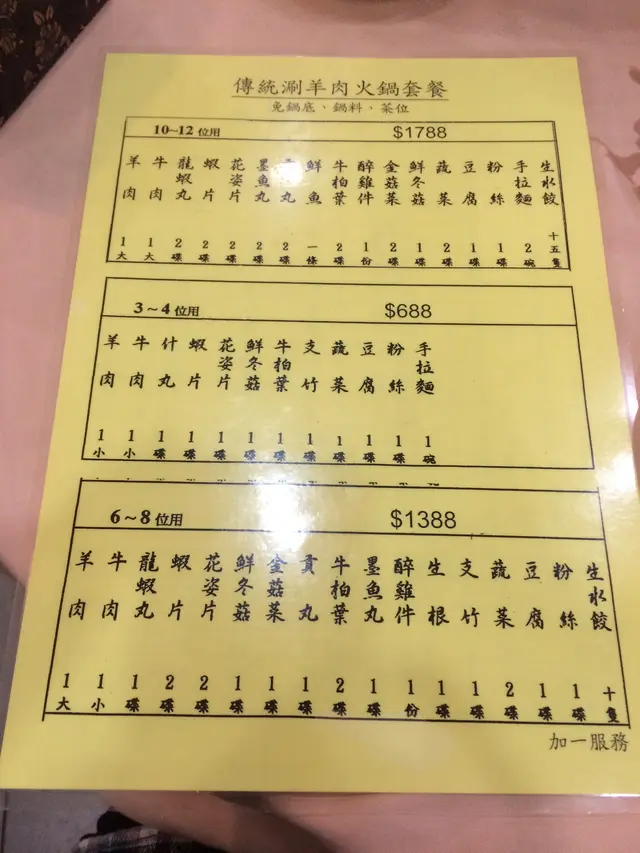 傳統涮羊肉火鍋套餐
免鍋底、鍋料、茶位
10~12 位用 $1788
羊肉 牛肉 龍蝦丸 蝦片 花姿片 墨魚丸 貢丸 鮮魚 牛柏葉 醉雞件 金菇菜 鮮冬菇 蔬菜 豆腐 粉絲 手拉麵 生水餃
1大 1大 2碟 2碟 2碟 2碟 2碟 一條 2碟 1份 2碟 1碟 2碟 1碟 1碟 2碗 十五隻
3~4 位用 $688
羊肉 牛肉 什丸 蝦片 花姿片 鮮冬菇 牛柏葉 支竹 蔬菜 豆腐 粉絲 手拉麵
1小 1小 1碟 1碟 1碟 1碟 1碟 1碟 1碟 1碟 1碟 1碗
6~8 位用 $1388
羊肉 牛肉 龍蝦丸 蝦片 花姿片 鮮冬菇 金菇菜 貢丸 牛柏葉 墨魚丸 醉雞件 生根 支竹 蔬菜 豆腐 粉絲 生水餃
1大 1小 1碟 2碟 2碟 1碟 1碟 1碟 2碟 1碟 1份 1碟 1碟 2碟 1碟 1碟 十隻
加一服務